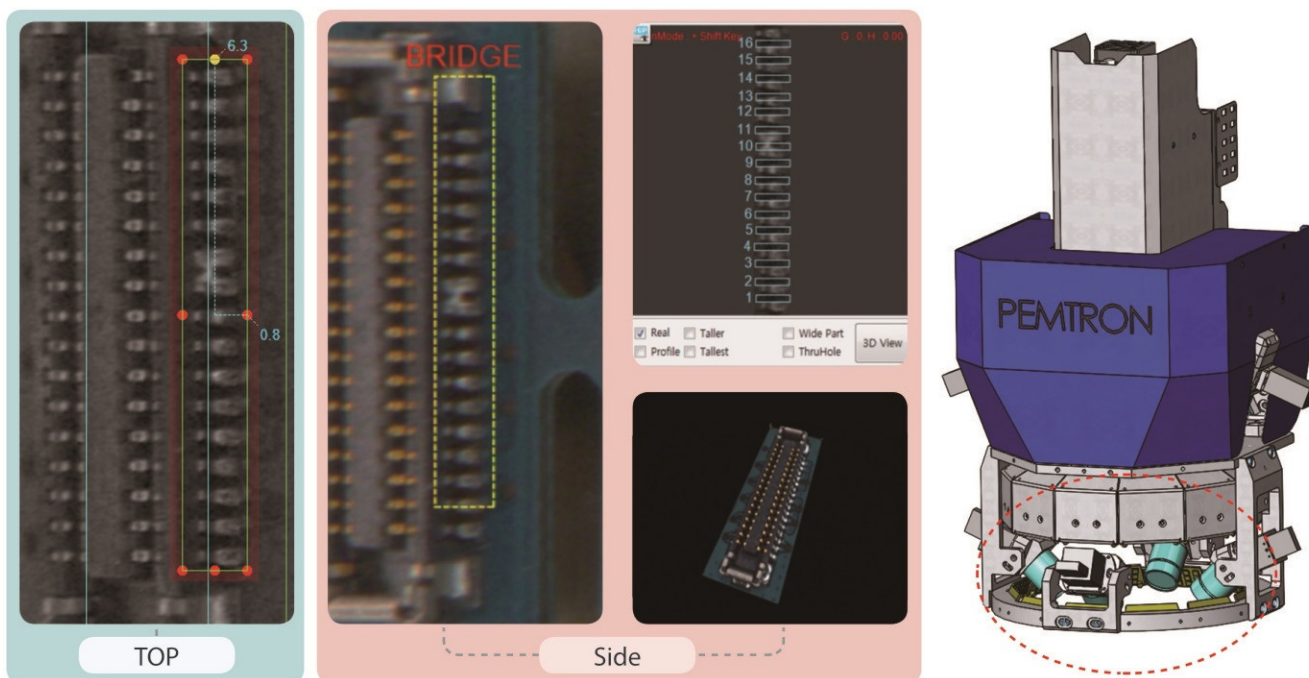 6.3
0.8
TOP
BRIDGE
Mode : + Shift Key
G : 0, H : 0.00
16
15
14
13
12
11
10
9
8
7
6
5
4
3
2
1
Real
Taller
Wide Part
Profile
Tallest
ThruHole
3D View
Side
PEMTRON